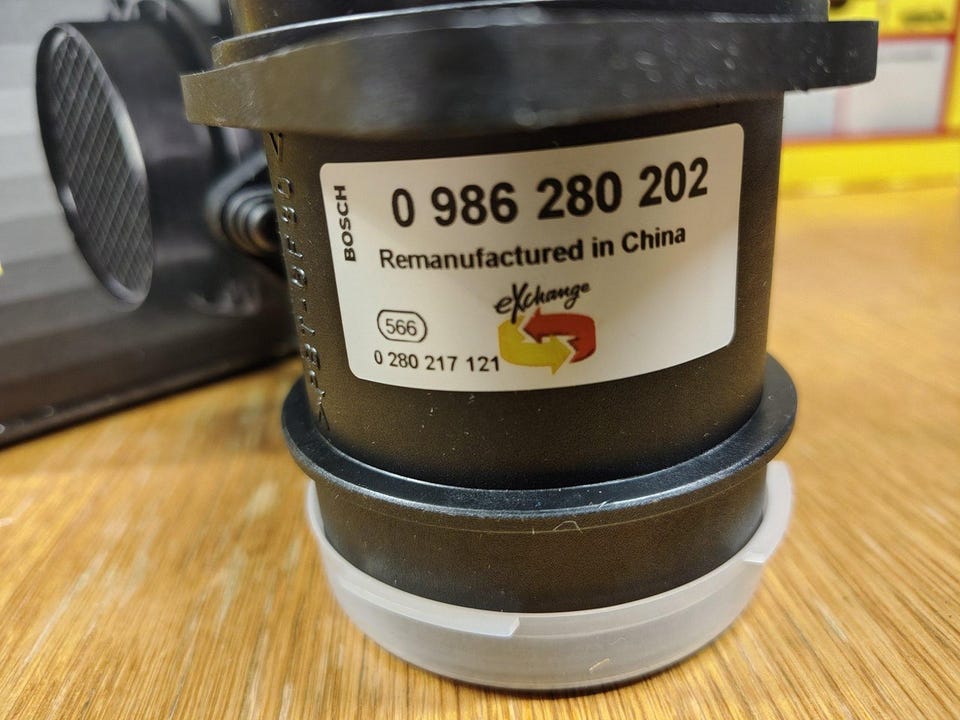 BOSCH
0 986 280 202
Remanufactured in China
eXchange
566
0 280 217 121